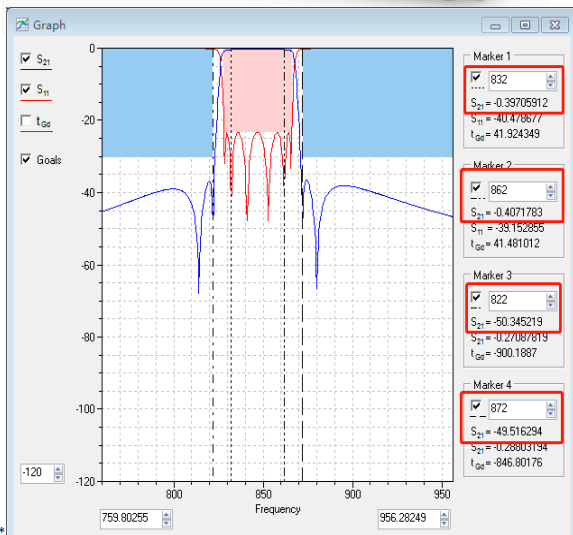 Graph
S21
S11
tGd
Goals
0
-20
-40
-60
-80
-100
-120
-120
800
850
900
950
Frequency
759.80255
956.28249
Marker 1
832
S21 = -0.39705912
S11 = -40.478677
tGd = 41.924349
Marker 2
862
S21 = -0.4071783
S11 = -39.152855
tGd = 41.481012
Marker 3
822
S21 = -50.345219
S11 = -0.27087819
tGd = -900.1887
Marker 4
872
S21 = -49.516294
S11 = -0.28803194
tGd = -846.80176
*